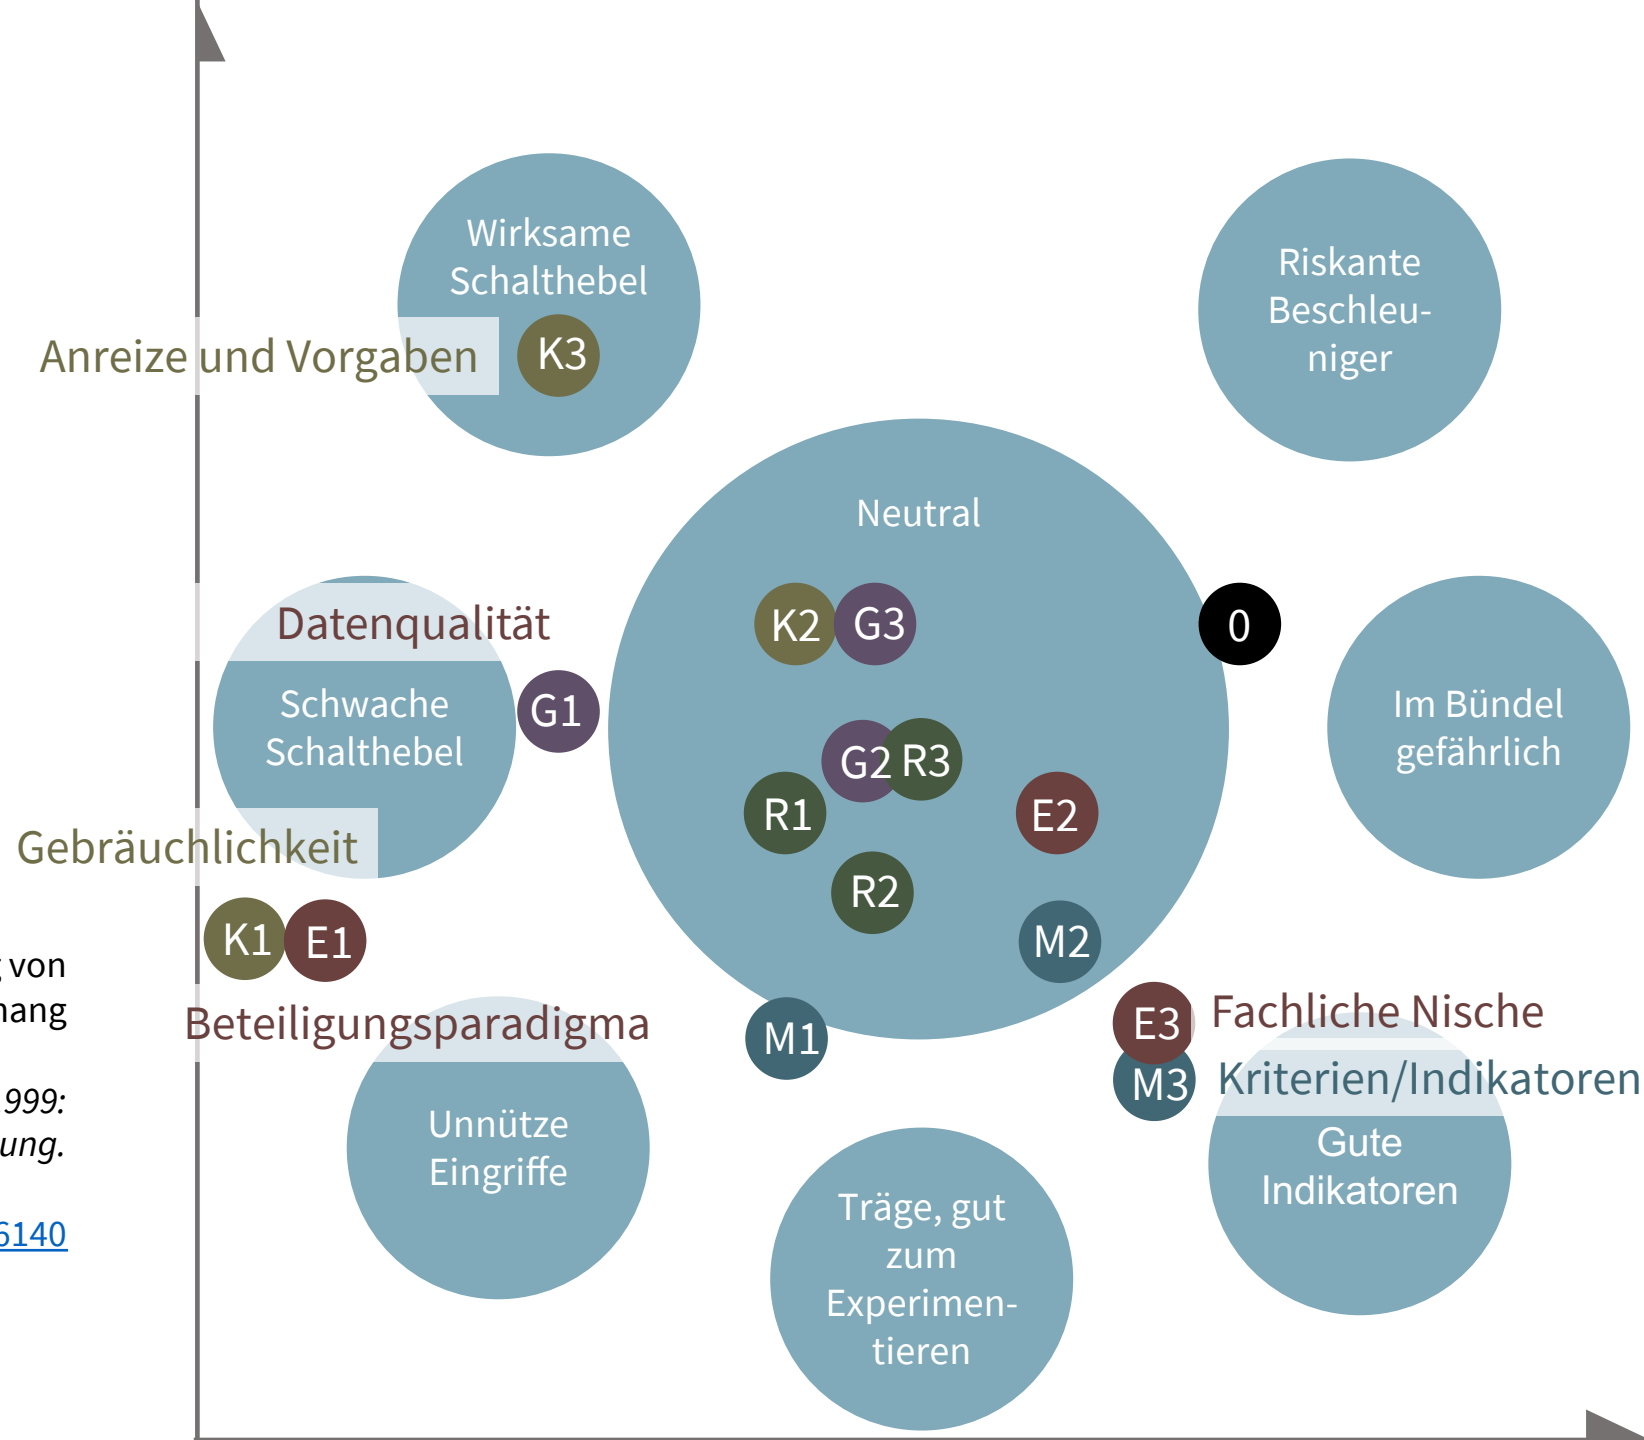 Wirksame
Schalthebel
Riskante
Beschleu-
niger
Anreize und Vorgaben
K3
Neutral
Datenqualität
K2
G3
0
Schwache
Schalthebel
G1
Im Bündel
gefährlich
G2
R3
R1
E2
Gebräuchlichkeit
R2
K1
E1
M2
von
Beteiligungsparadigma
M1
E3
Fachliche Nische
M3
Kriterien/Indikatoren
999:
ung.
Unnütze
Eingriffe
Gute
Indikatoren
6140
Träge, gut
zum
Experimen-
tieren